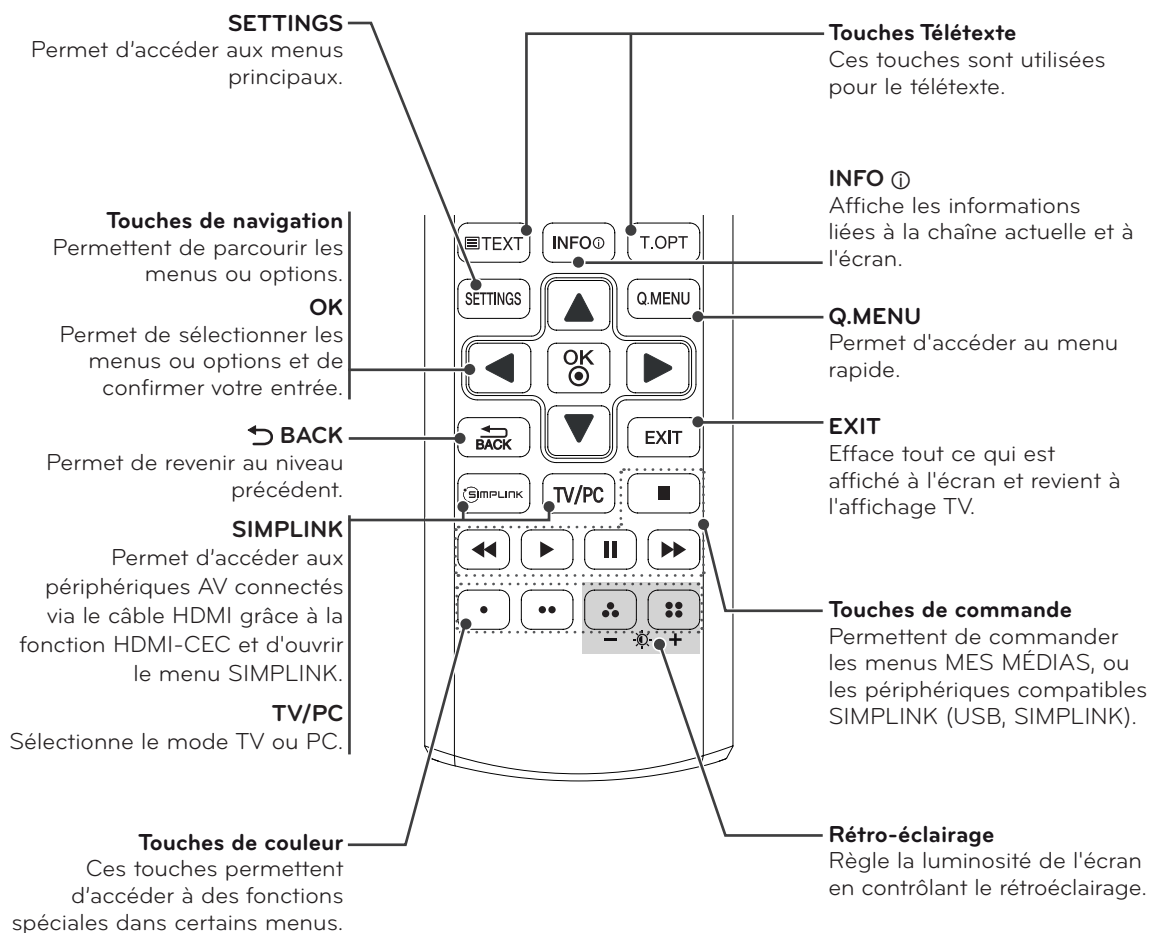 SETTINGS
Permet d'accéder aux menus
principaux.
Touches de navigation
Permettent de parcourir les
menus ou options.
OK
Permet de sélectionner les
menus ou options et de
confirmer votre entrée.
BACK
Permet de revenir au niveau
précédent.
SIMPLINK
Permet d'accéder aux
périphériques AV connectés
via le câble HDMI grâce à la
fonction HDMI-CEC et d'ouvrir
le menu SIMPLINK.
TV/PC
Sélectionne le mode TV ou PC.
Touches de couleur
Ces touches permettent
d'accéder à des fonctions
spéciales dans certains menus.
TEXT
INFO
T.OPT
SETTINGS
Q.MENU
OK
BACK
EXIT
SIMPLINK
TV/PC
- +
Touches Télétexte
Ces touches sont utilisées
pour le télétexte.
INFO
Affiche les informations
liées à la chaîne actuelle et à
l'écran.
Q.MENU
Permet d'accéder au menu
rapide.
EXIT
Efface tout ce qui est
affiché à l'écran et revient à
l'affichage TV.
Touches de commande
Permettent de commander
les menus MES MÉDIAS, ou
les périphériques compatibles
SIMPLINK (USB, SIMPLINK).
Rétro-éclairage
Règle la luminosité de l'écran
en contrôlant le rétroéclairage.